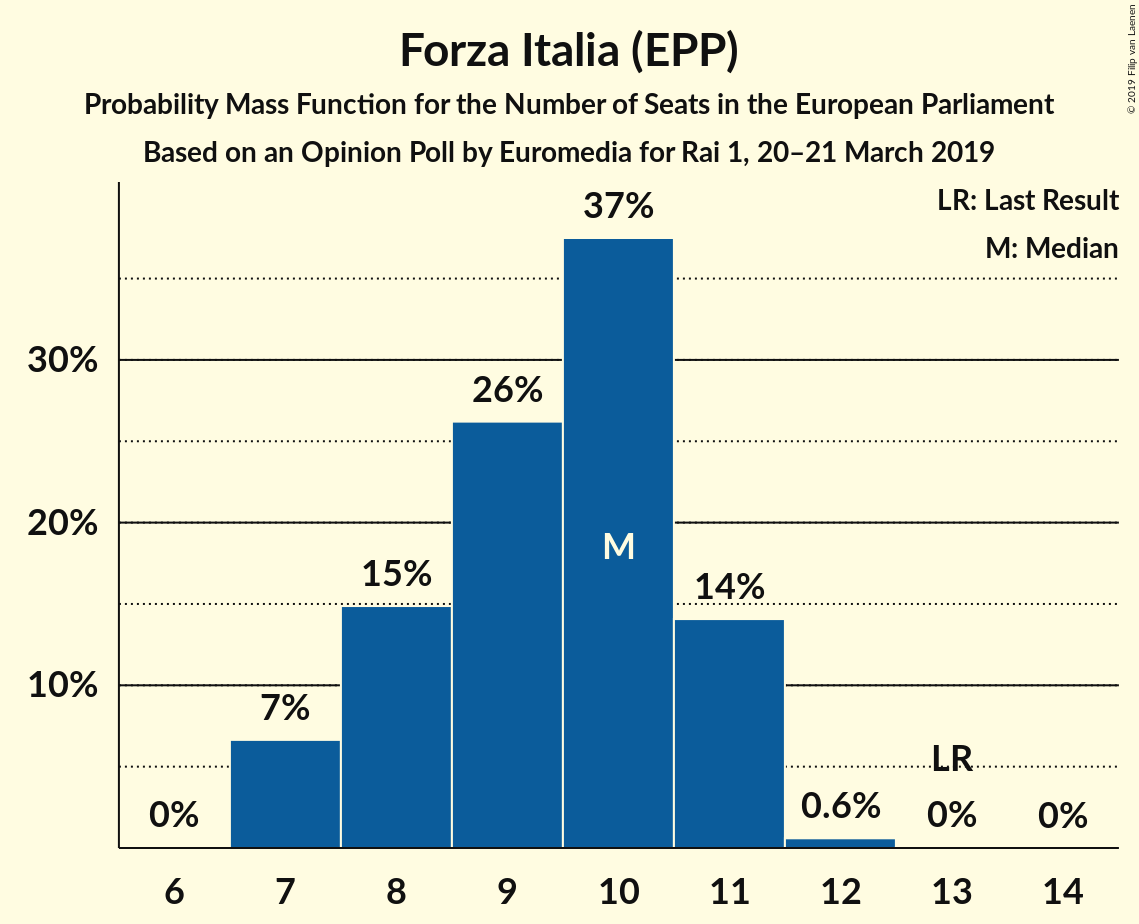 Forza Italia (EPP)
Probability Mass Function for the Number of Seats in the European Parliament
Based on an Opinion Poll by Euromedia for Rai 1, 20–21 March 2019
© 2019 Filip van Laenen
LR: Last Result
M: Median
37%
30%
26%
20%
M
15%
14%
10%
7%
LR
0%
0.6%
0%
0%
6 7 8 9 10 11 12 13 14